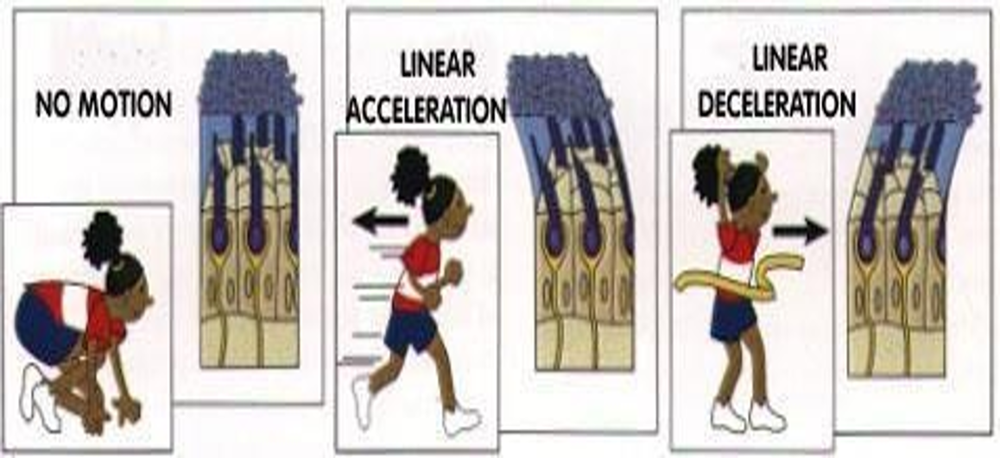 NO MOTION
LINEAR
ACCELERATION
LINEAR
DECELERATION